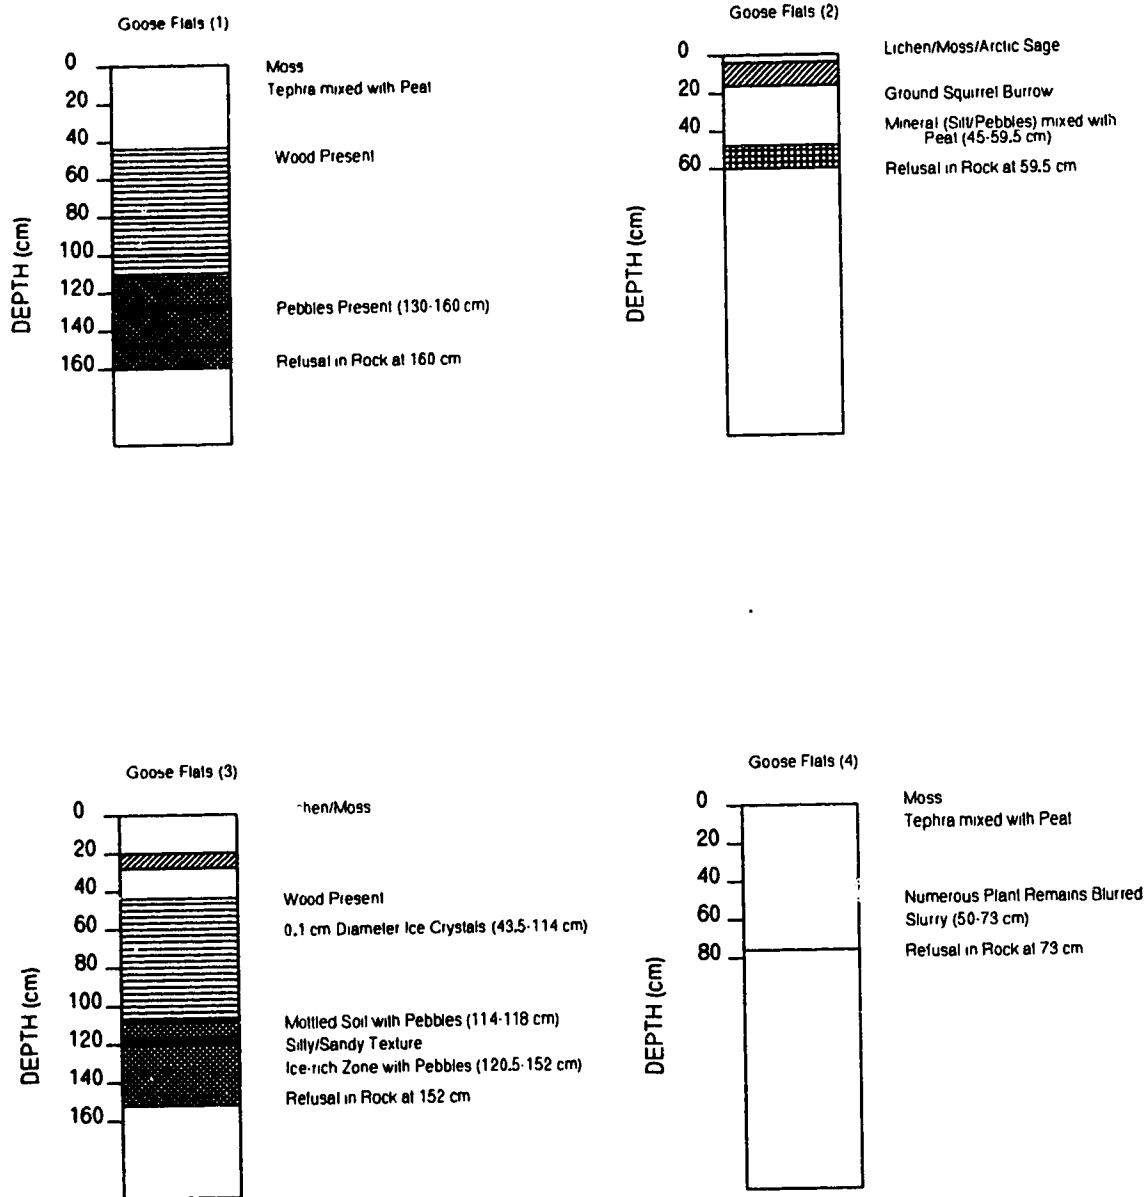 Goose Flats (1)
0
20
40
60
80
100
120
140
160
DEPTH (cm)
Moss
Tephra mixed with Peat
Wood Present
Pebbles Present (130-160 cm)
Refusal in Rock at 160 cm
Goose Flats (2)
0
20
40
60
DEPTH (cm)
Lichen/Moss/Arctic Sage
Ground Squirrel Burrow
Mineral (Silt/Pebbles) mixed with
Peat (45-59.5 cm)
Refusal in Rock at 59.5 cm
Goose Flats (3)
0
20
40
60
80
100
120
140
160
DEPTH (cm)
hen/Moss
Wood Present
0.1 cm Diameter Ice Crystals (43.5-114 cm)
Mottled Soil with Pebbles (114-118 cm)
Silty/Sandy Texture
Ice-rich Zone with Pebbles (120.5-152 cm)
Refusal in Rock at 152 cm
Goose Flats (4)
0
20
40
60
80
DEPTH (cm)
Moss
Tephra mixed with Peat
Numerous Plant Remains Blurred
Slurry (50-73 cm)
Refusal in Rock at 73 cm